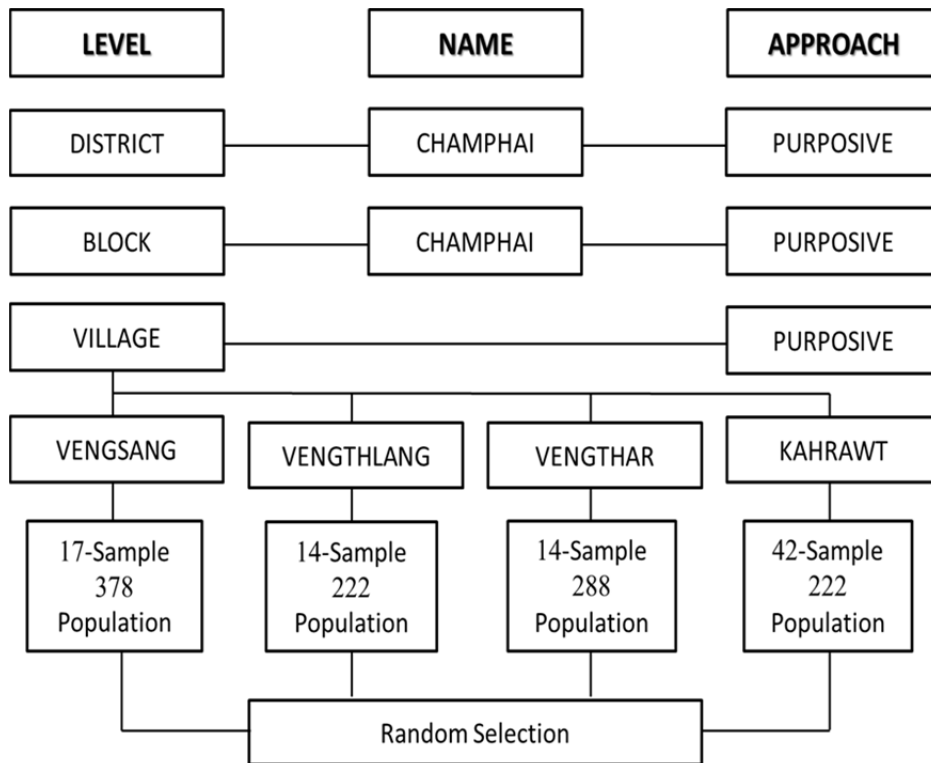 LEVEL NAME APPROACH
DISTRICT CHAMPHAI PURPOSIVE
BLOCK CHAMPHAI PURPOSIVE
VILLAGE PURPOSIVE
VENGSANG VENGTHLANG VENGTHAR KAHRAWT
17-Sample
378
Population
14-Sample
222
Population
14-Sample
288
Population
42-Sample
222
Population
Random Selection